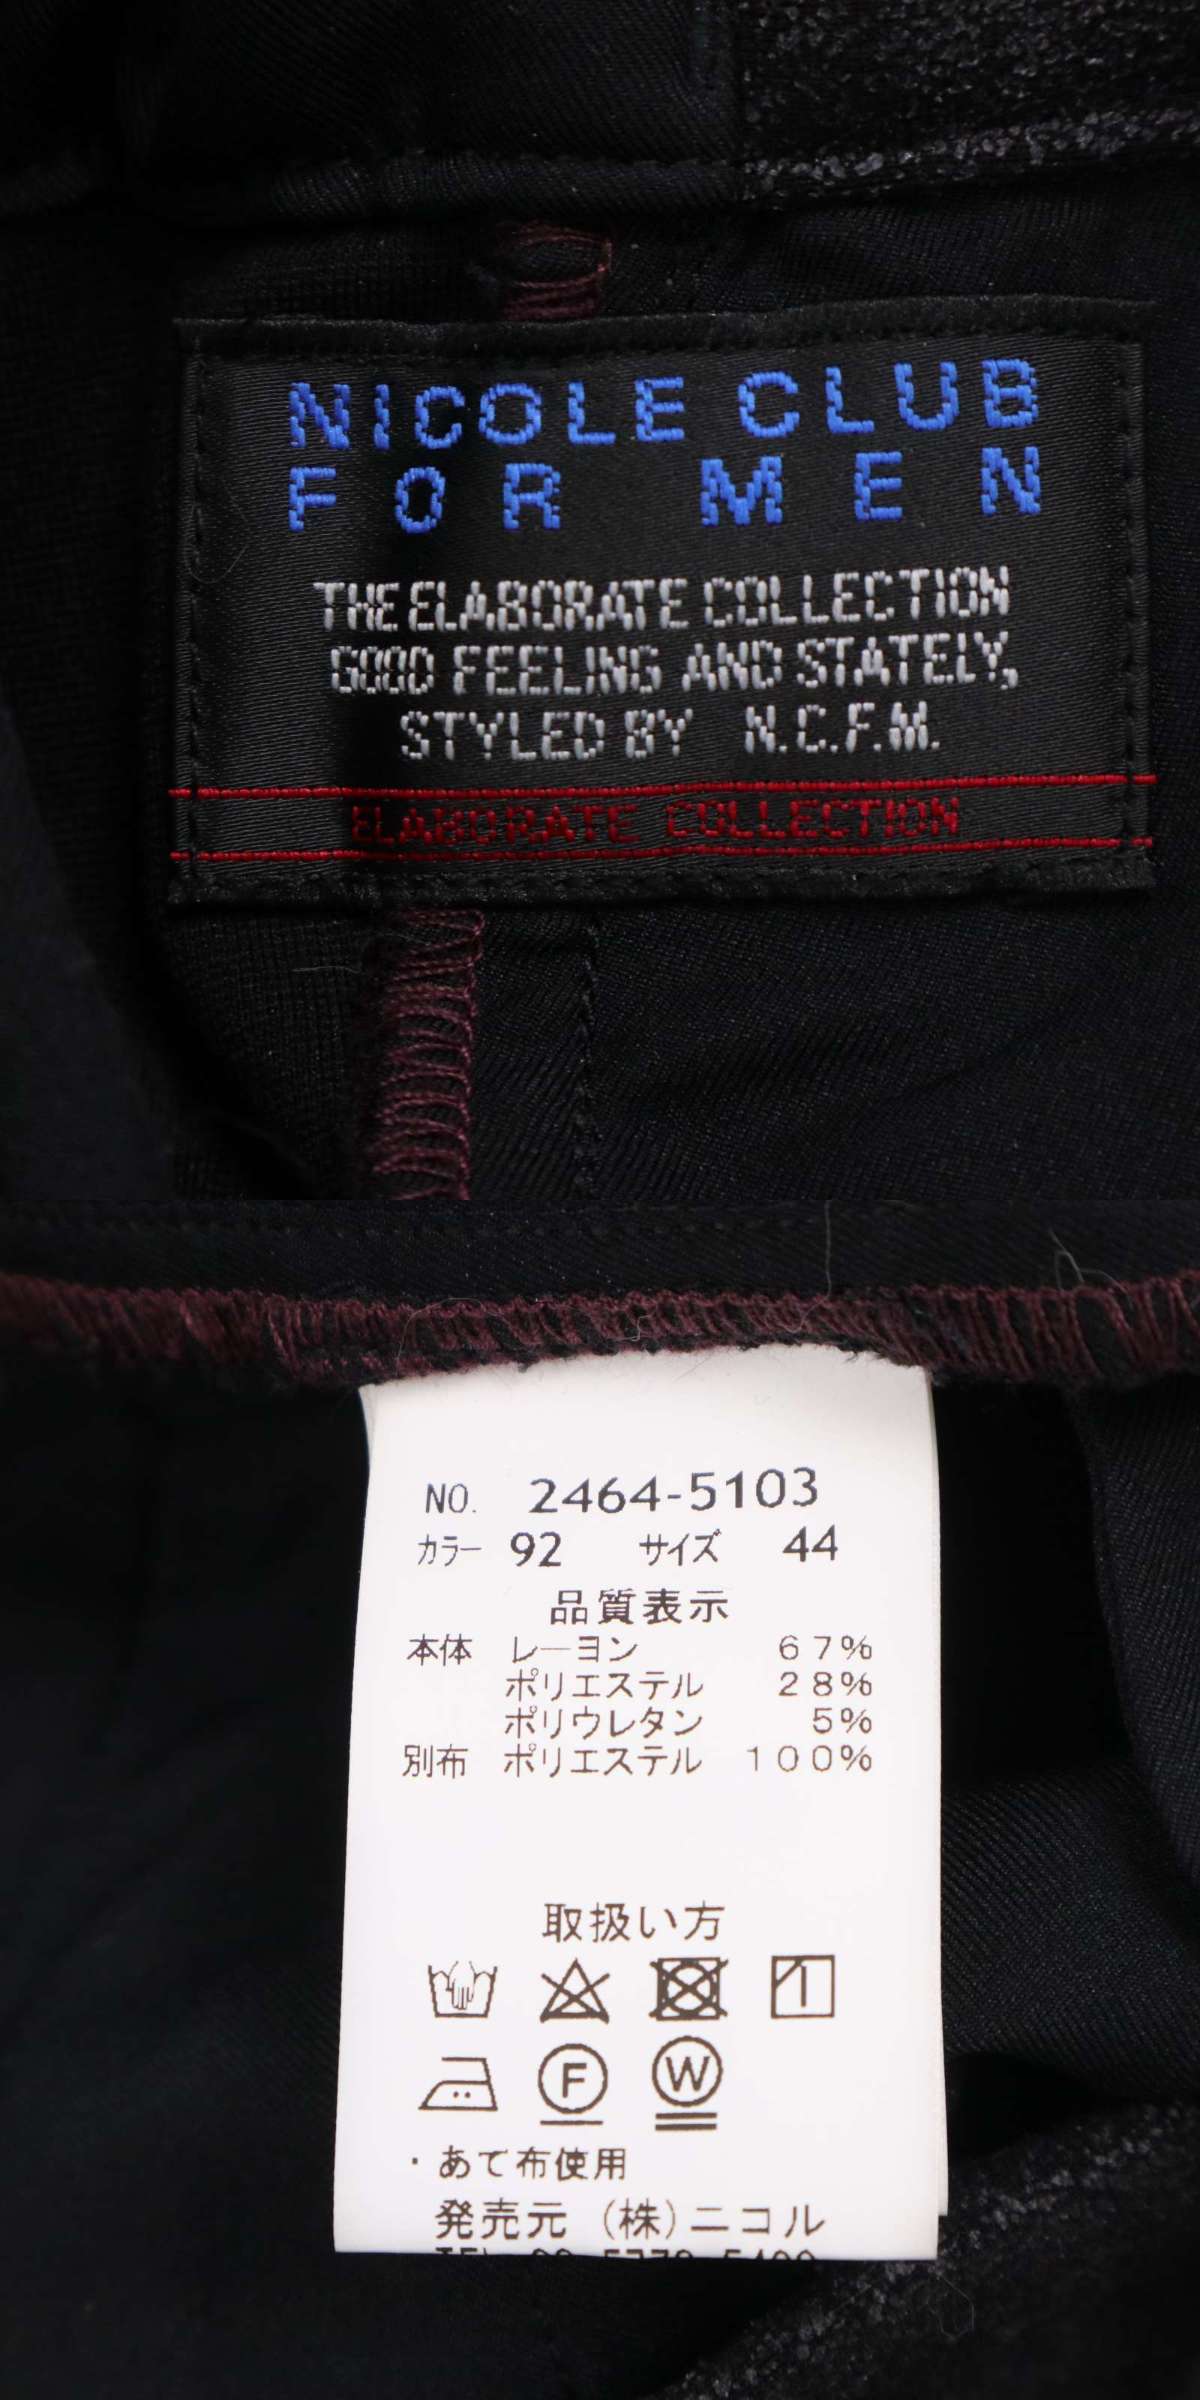 NICOLE CLUB
FOR MEN
THE ELABORATE COLLECTION
GOOD FEELING AND STATELY,
STYLED BY N.C.F.M.
ELABORATE COLLECTION
NO. 2464-5103
カラー 92 サイズ 44
品質表示
本体 レーヨン 67%
ポリエステル 28%
ポリウレタン 5%
別布 ポリエステル 100%
取扱い方
F W
・あて布使用
発売元 (株)ニコル